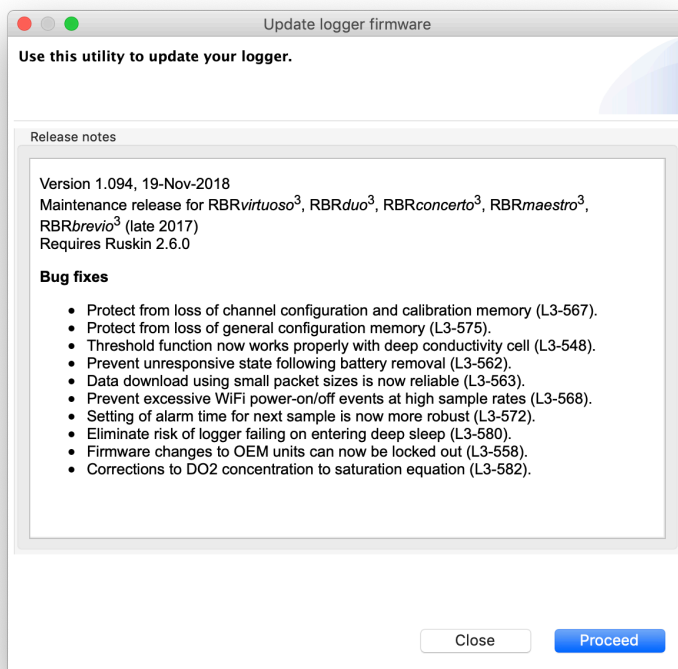 Update logger firmware
Use this utility to update your logger.
Release notes
Version 1.094, 19-Nov-2018
Maintenance release for RBRvirtuoso³, RBRduo³, RBRconcerto³, RBRmaestro³,
RBRbrevio³ (late 2017)
Requires Ruskin 2.6.0
Bug fixes
• Protect from loss of channel configuration and calibration memory (L3-567).
• Protect from loss of general configuration memory (L3-575).
• Threshold function now works properly with deep conductivity cell (L3-548).
• Prevent unresponsive state following battery removal (L3-562).
• Data download using small packet sizes is now reliable (L3-563).
• Prevent excessive WiFi power-on/off events at high sample rates (L3-568).
• Setting of alarm time for next sample is now more robust (L3-572).
• Eliminate risk of logger failing on entering deep sleep (L3-580).
• Firmware changes to OEM units can now be locked out (L3-558).
• Corrections to DO2 concentration to saturation equation (L3-582).
Close
Proceed